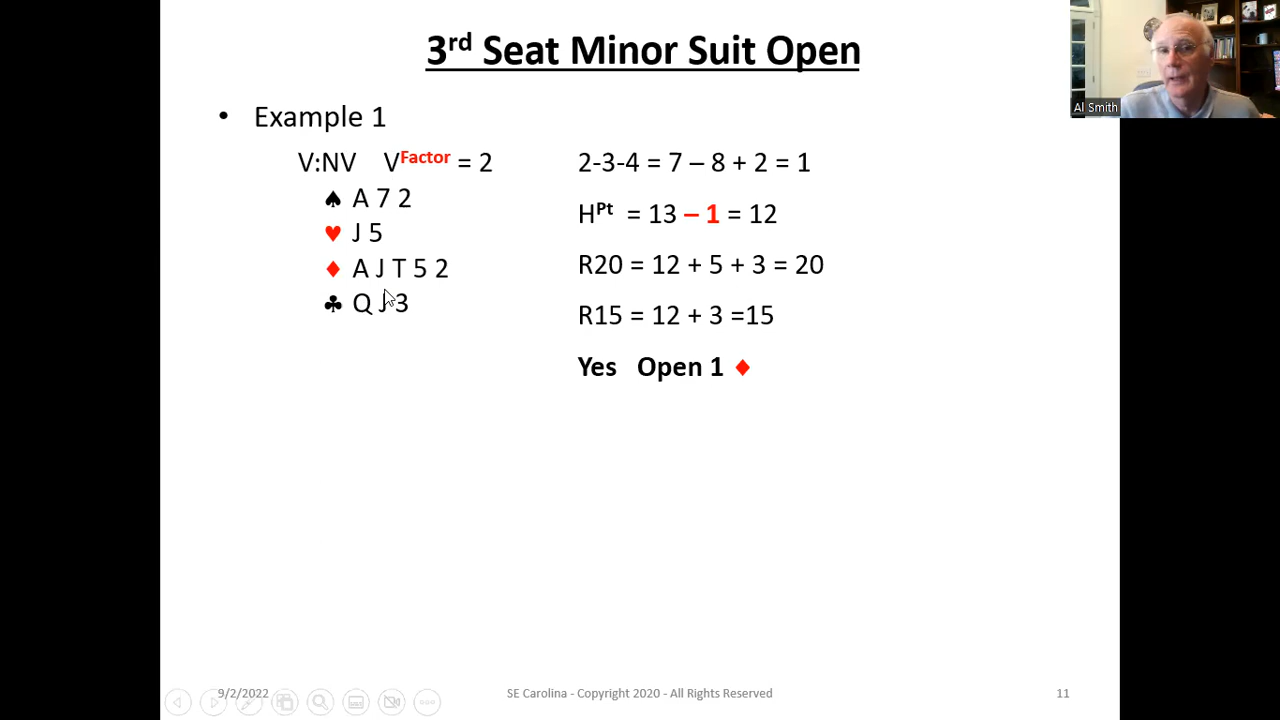 3rd Seat Minor Suit Open
• Example 1
V:NV VFactor = 2
♠ A 7 2
♥ J 5
♦ A J T 5 2
♣ Q J 3
2-3-4 = 7 – 8 + 2 = 1
HPt = 13 – 1 = 12
R20 = 12 + 5 + 3 = 20
R15 = 12 + 3 =15
Yes Open 1 ♦
Al Smith
9/2/2022
SE Carolina - Copyright 2020 - All Rights Reserved
11